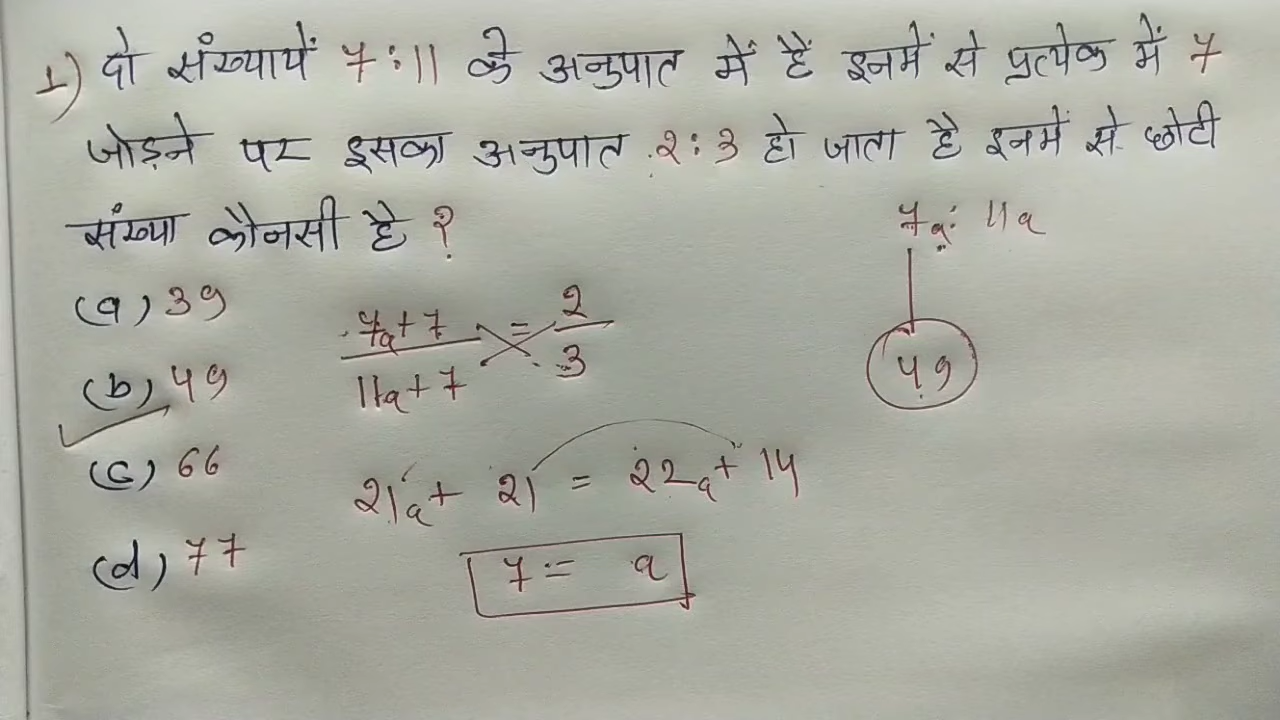 1) दो संख्यायें 7:11 के अनुपात में हैं इनमें से प्रत्येक में 7
जोड़ने पर इसका अनुपात 2:3 हो जाता है इनमें से छोटी
संख्या कौनसी है ?
7a : 11a
(a) 39
(b) 49
(c) 66
(d) 77
7a+7 = 2
11a+7 3
49
21a + 21 = 22a + 14
7 = a